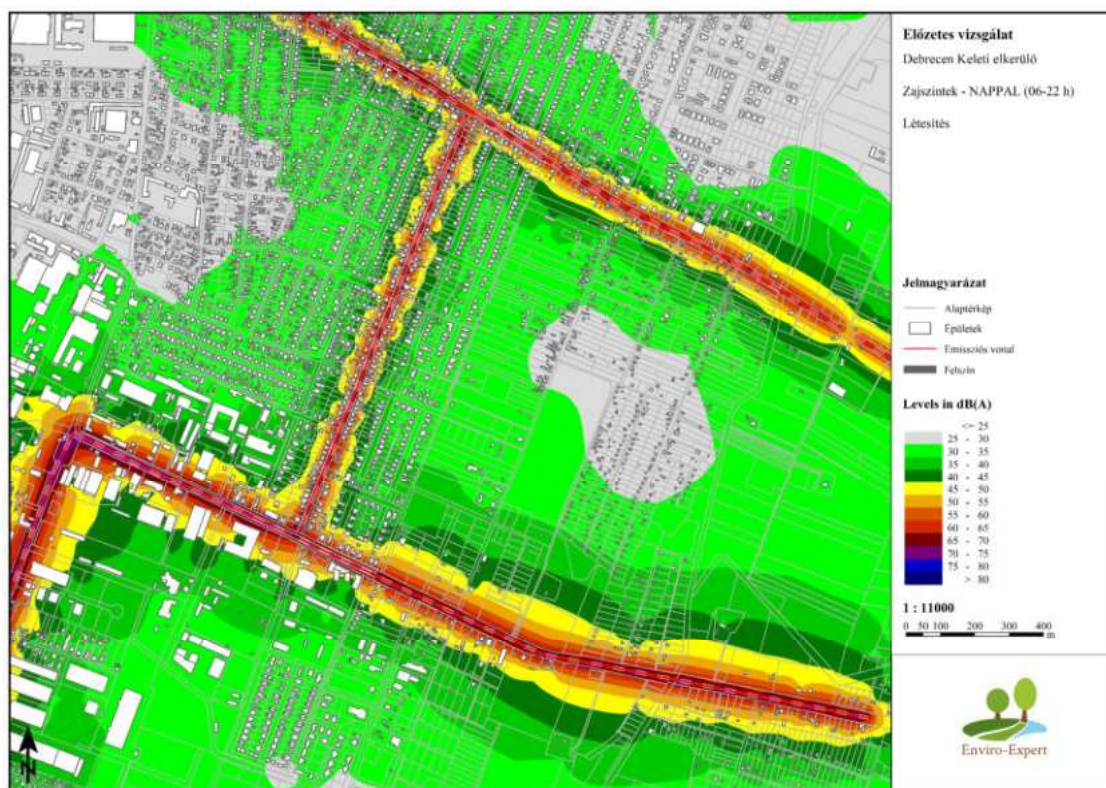 Előzetes vizsgálat
Debrecen Keleti elkerülő
Zajszintek - NAPPAL (06-22 h)
Létesítés
Jelmagyarázat
Alaptérkép
Épületek
Emissziós vonal
Felszín
Levels in dB(A)
<= 25
25 - 30
30 - 35
35 - 40
40 - 45
45 - 50
50 - 55
55 - 60
60 - 65
65 - 70
70 - 75
75 - 80
> 80
1 : 11000
0 50 100 200 300 400
m
Enviro-Expert
N